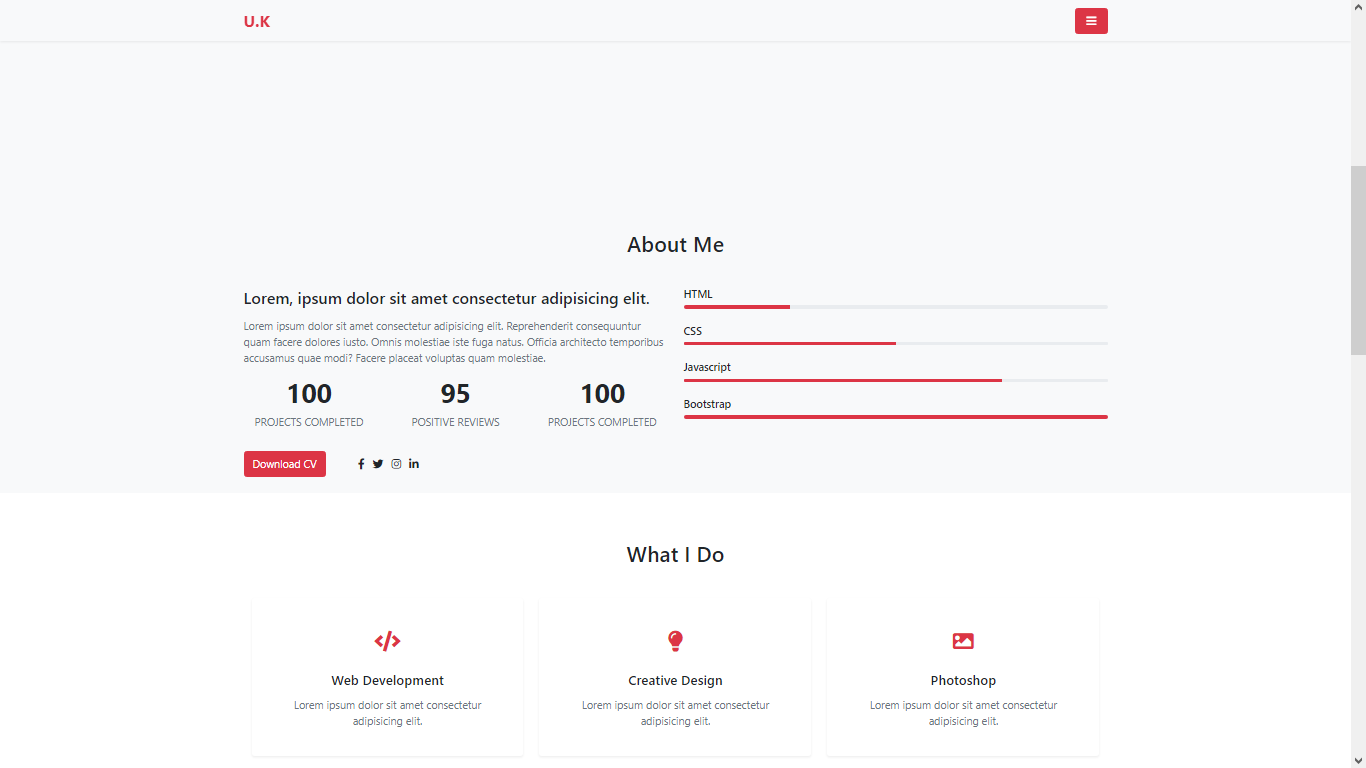 U.K
About Me
Lorem, ipsum dolor sit amet consectetur adipisicing elit.
Lorem ipsum dolor sit amet consectetur adipisicing elit. Reprehenderit consequuntur
quam facere dolores iusto. Omnis molestiae iste fuga natus. Officia architecto temporibus
accusamus quae modi? Facere placeat voluptas quam molestiae.
100
PROJECTS COMPLETED
95
POSITIVE REVIEWS
100
PROJECTS COMPLETED
Download CV
HTML
CSS
Javascript
Bootstrap
What I Do
Web Development
Lorem ipsum dolor sit amet consectetur
adipisicing elit.
Creative Design
Lorem ipsum dolor sit amet consectetur
adipisicing elit.
Photoshop
Lorem ipsum dolor sit amet consectetur
adipisicing elit.